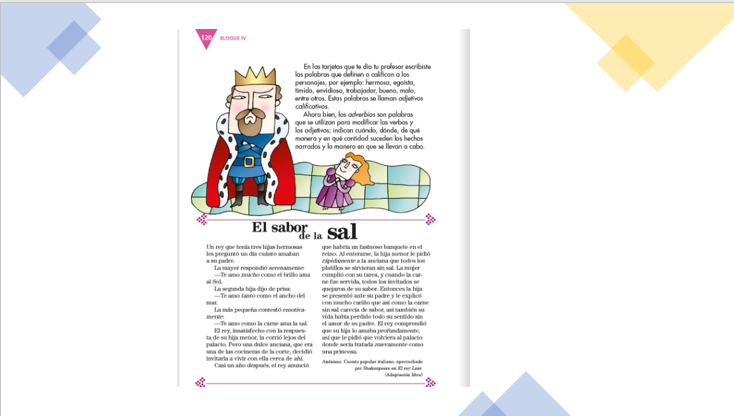 120 BLOQUE IV
En las tarjetas que te dio tu profesor escribiste
las palabras que definen o califican a los
personajes, por ejemplo: hermosa, egoísta,
tímido, envidioso, trabajador, bueno, malo,
entre otros. Estas palabras se llaman adjetivos
calificativos.
Ahora bien, los adverbios son palabras
que se utilizan para modificar los verbos y
los adjetivos; indican cuándo, dónde, de qué
manera y en qué cantidad suceden los hechos
narrados y la manera en que se llevan a cabo.
El sabor
de la sal
Un rey que tenía tres hijas hermosas
les preguntó un día cuánto amaban
a su padre.
La mayor respondió serenamente:
—Te amo mucho como el brillo ama
al Sol.
La segunda hija dijo de prisa:
—Te amo tanto como el ancho del
mar.
La más pequeña contestó emotiva-
mente:
—Te amo como la carne ama la sal.
El rey, insatisfecho con la respues-
ta de su hija menor, la corrió lejos del
palacio. Pero una dulce anciana, que era
una de las cocineras de la corte, decidió
invitarla a vivir con ella cerca de ahí.
Casi un año después, el rey anunció
que habría un fastuoso banquete en el
reino. Al enterarse, la hija menor le pidió
rápidamente a la anciana que todos los
platillos se sirvieran sin sal. La mujer
cumplió con su tarea, y cuando la car-
ne fue servida, todos los invitados se
quejaron de su sabor. Entonces la hija
se presentó ante su padre y le explicó
con mucho cariño que así como la carne
sin sal carecía de sabor, así también su
vida había perdido todo su sentido sin
el amor de su padre. El rey comprendió
que su hija lo amaba profundamente,
así que le pidió que volviera al palacio
donde sería tratada nuevamente como
una princesa.
Anónimo. Cuento popular italiano, aprovechado
por Shakespeare en El rey Lear.
(Adaptación libre)